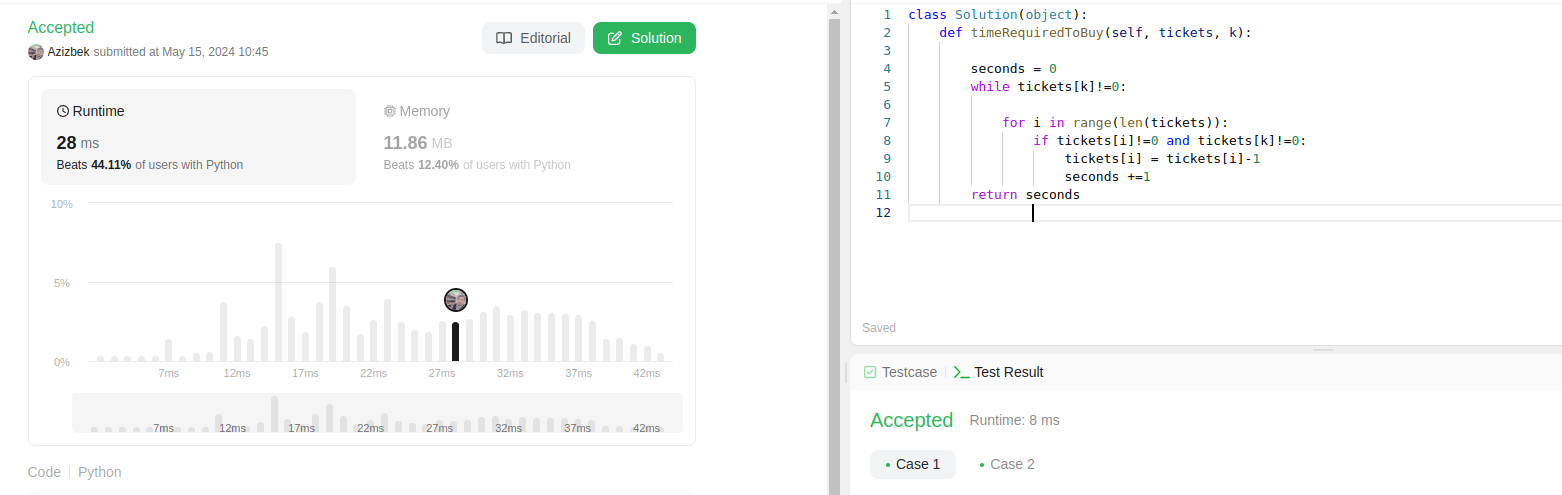 Accepted
Azizbek submitted at May 15, 2024 10:45
Editorial
Solution
Runtime
28 ms
Beats 44.11% of users with Python
Memory
11.86 MB
Beats 12.40% of users with Python
10%
5%
0%
7ms 12ms 17ms 22ms 27ms 32ms 37ms 42ms
7ms 12ms 17ms 22ms 27ms 32ms 37ms 42ms
Code | Python
1 class Solution(object):
2     def timeRequiredToBuy(self, tickets, k):
3
4         seconds = 0
5         while tickets[k]!=0:
6
7             for i in range(len(tickets)):
8                 if tickets[i]!=0 and tickets[k]!=0:
9                     tickets[i] = tickets[i]-1
10                     seconds +=1
11         return seconds
12
Saved
Testcase
Test Result
Accepted Runtime: 8 ms
• Case 1 • Case 2